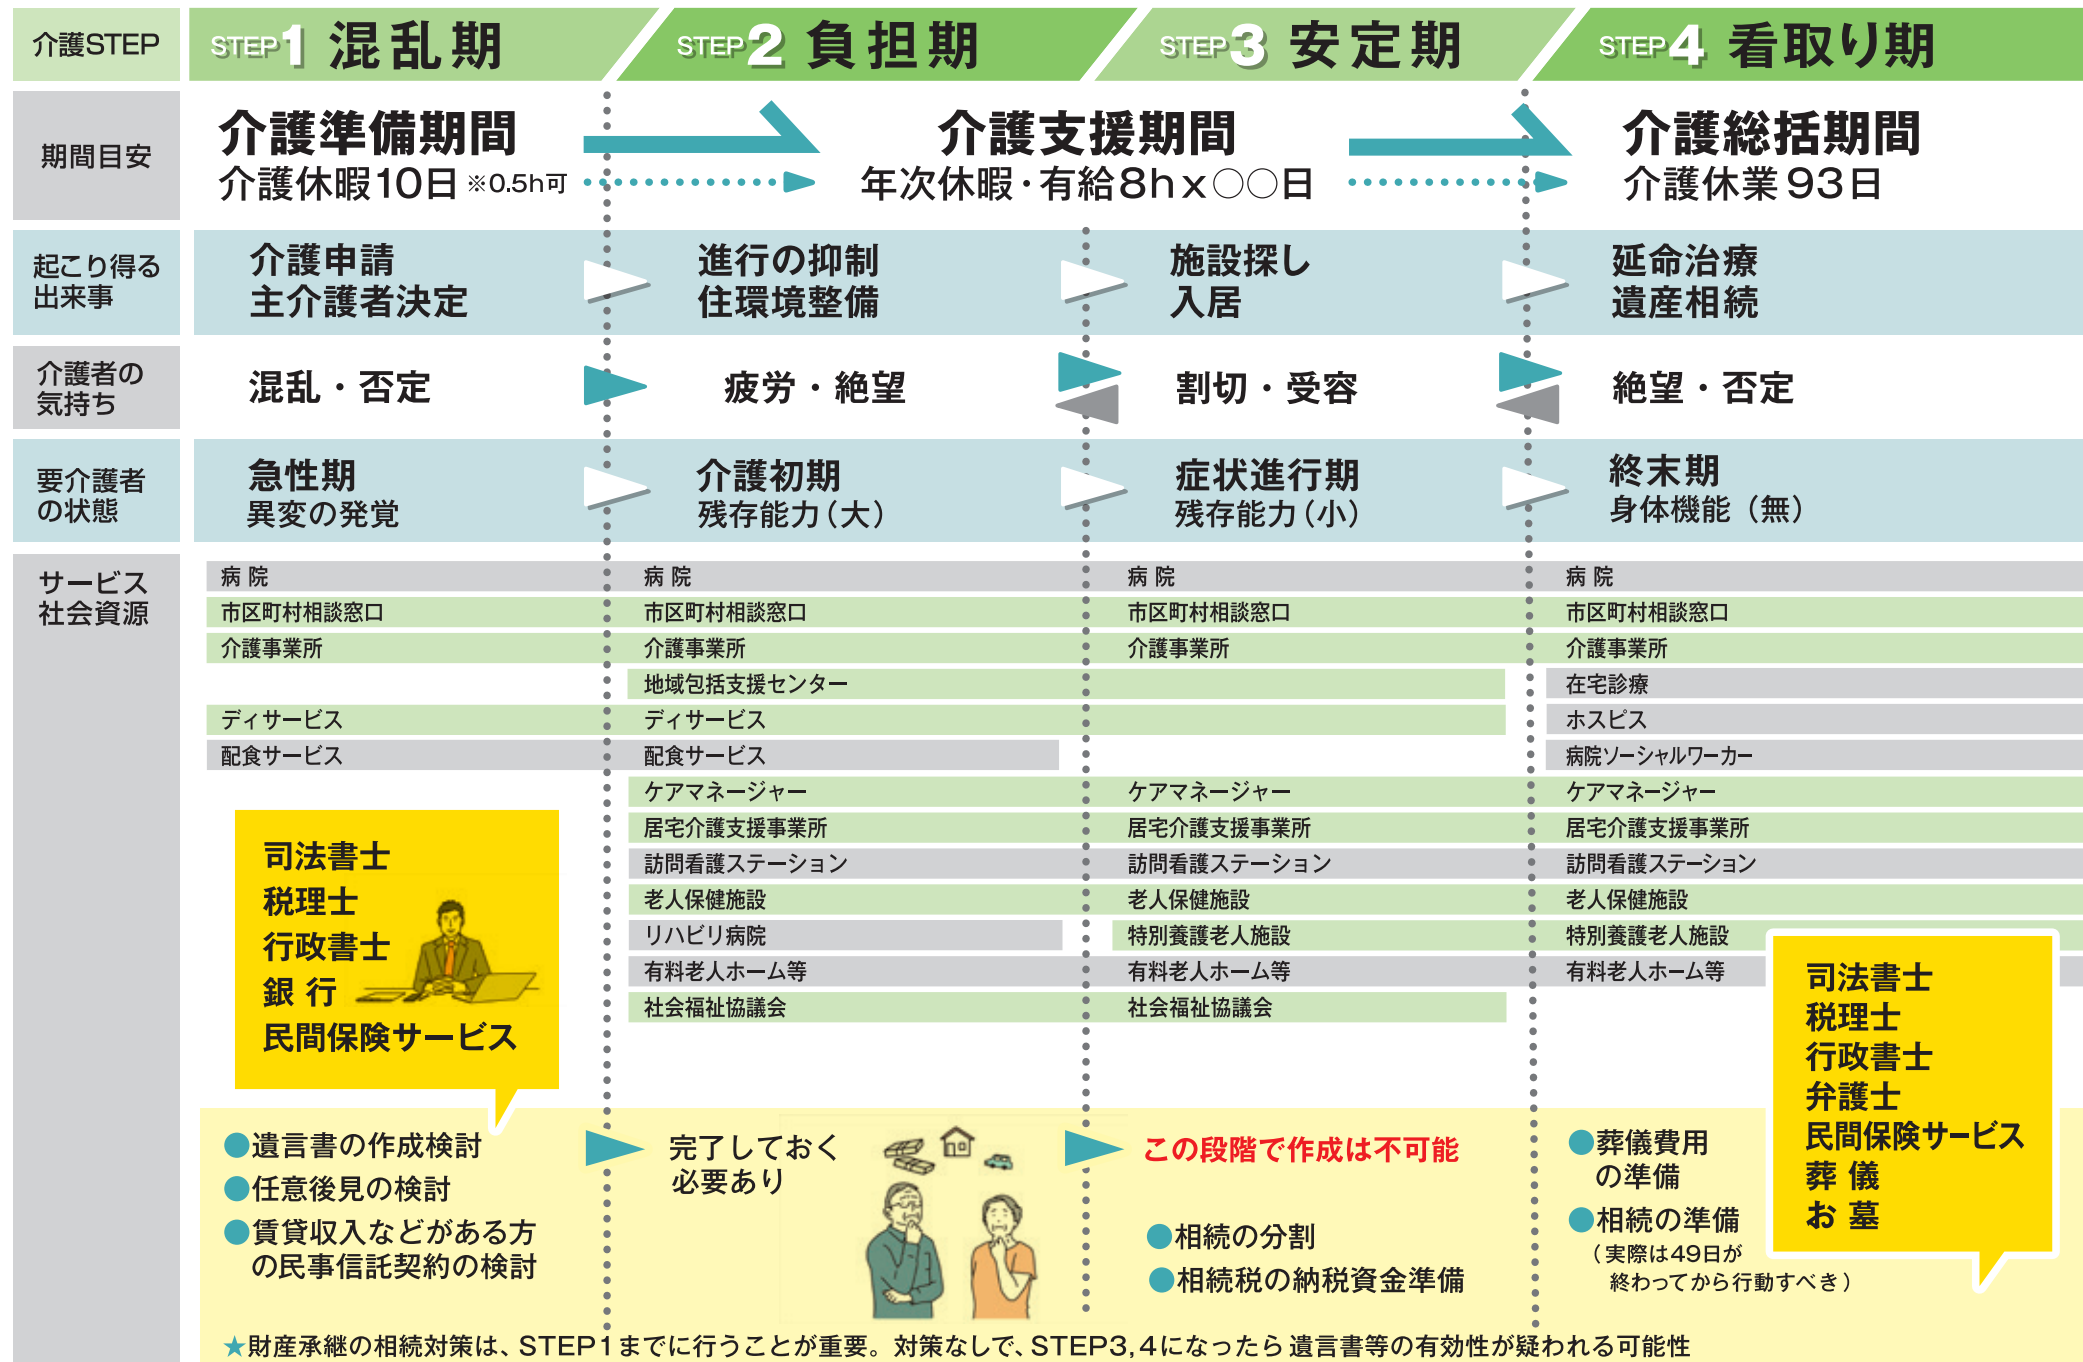 介護STEP
STEP1 混乱期
STEP2 負担期
STEP3 安定期
STEP4 看取り期
期間目安
介護準備期間
介護休暇10日 ※0.5h可
介護支援期間
年次休暇・有給8hx○○日
介護総括期間
介護休業93日
起こり得る
出来事
介護申請
主介護者決定
進行の抑制
住環境整備
施設探し
入居
延命治療
遺産相続
介護者の
気持ち
混乱・否定
疲労・絶望
割切・受容
絶望・否定
要介護者
の状態
急性期
異変の発覚
介護初期
残存能力(大)
症状進行期
残存能力(小)
終末期
身体機能(無)
サービス
社会資源
病院
病院
病院
病院
市区町村相談窓口
市区町村相談窓口
市区町村相談窓口
市区町村相談窓口
介護事業所
介護事業所
介護事業所
介護事業所
地域包括支援センター
在宅診療
ディサービス
ディサービス
ホスピス
配食サービス
配食サービス
病院ソーシャルワーカー
ケアマネージャー
ケアマネージャー
ケアマネージャー
居宅介護支援事業所
居宅介護支援事業所
居宅介護支援事業所
訪問看護ステーション
訪問看護ステーション
訪問看護ステーション
老人保健施設
老人保健施設
老人保健施設
リハビリ病院
特別養護老人施設
特別養護老人施設
有料老人ホーム等
有料老人ホーム等
有料老人ホーム等
社会福祉協議会
社会福祉協議会
司法書士
税理士
行政書士
銀行
民間保険サービス
司法書士
税理士
行政書士
弁護士
民間保険サービス
葬儀
お墓
●遺言書の作成検討
●任意後見の検討
●賃貸収入などがある方
の民事信託契約の検討
完了しておく
必要あり
この段階で作成は不可能
●相続の分割
●相続税の納税資金準備
●葬儀費用
の準備
●相続の準備
(実際は49日が
終わってから行動すべき)
★財産承継の相続対策は、STEP1までに行うことが重要。対策なしで、STEP3,4になったら遺言書等の有効性が疑われる可能性